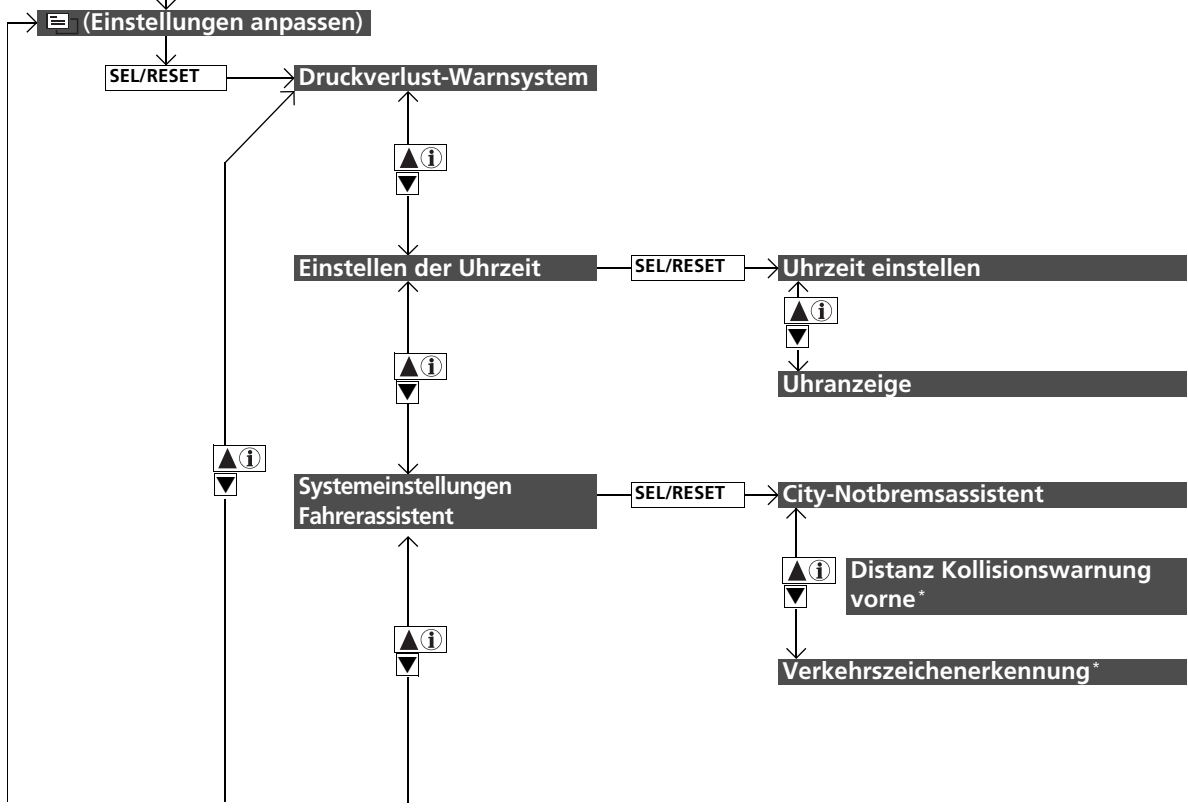 (Einstellungen anpassen)
SEL/RESET
Druckverlust-Warnsystem
Einstellen der Uhrzeit
SEL/RESET
Uhrzeit einstellen
Uhranzeige
Systemeinstellungen
Fahrerassistent
SEL/RESET
City-Notbremsassistent
Distanz Kollisionswarnung
vorne*
Verkehrszeichenerkennung*